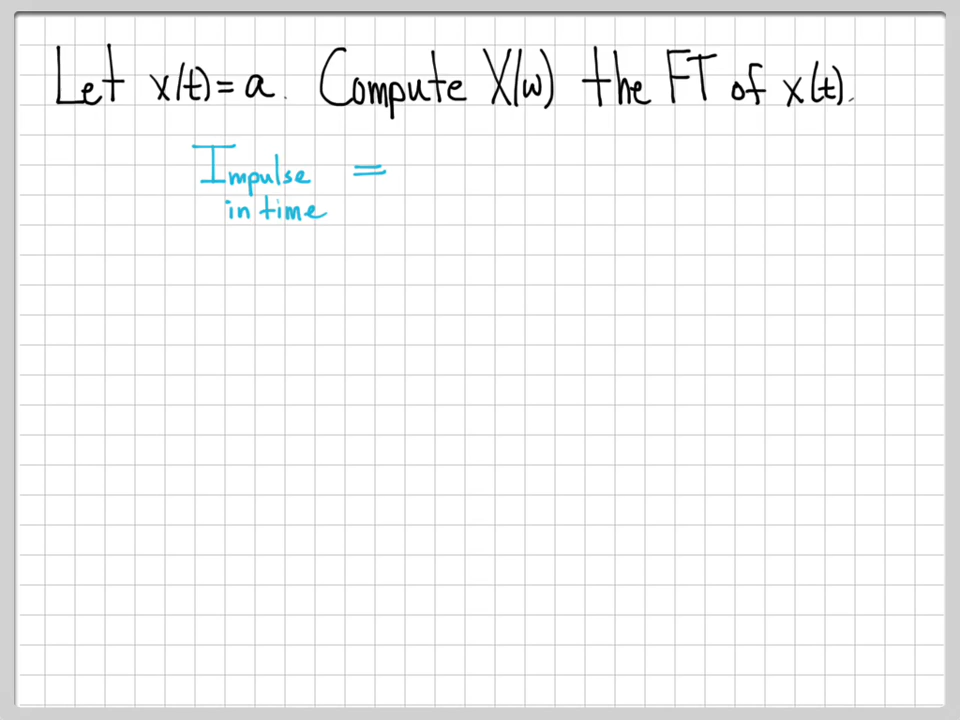 Let x(t) = a. Compute X(w) the FT of x(t).
Impulse =
in time